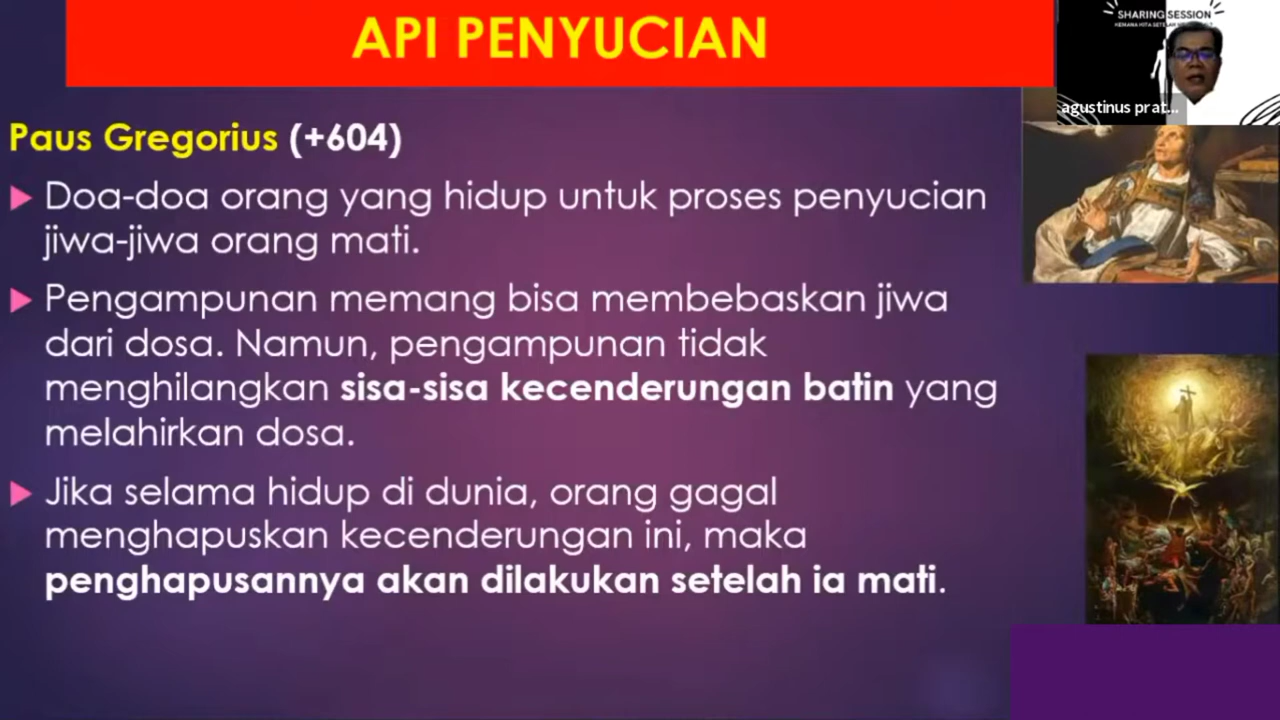 API PENYUCIAN
SHARING SESSION
agustinus prat...
Paus Gregorius (+604)
Doa-doa orang yang hidup untuk proses penyucian
jiwa-jiwa orang mati.
Pengampunan memang bisa membebaskan jiwa
dari dosa. Namun, pengampunan tidak
menghilangkan sisa-sisa kecenderungan batin yang
melahirkan dosa.
Jika selama hidup di dunia, orang gagal
menghapuskan kecenderungan ini, maka
penghapusannya akan dilakukan setelah ia mati.